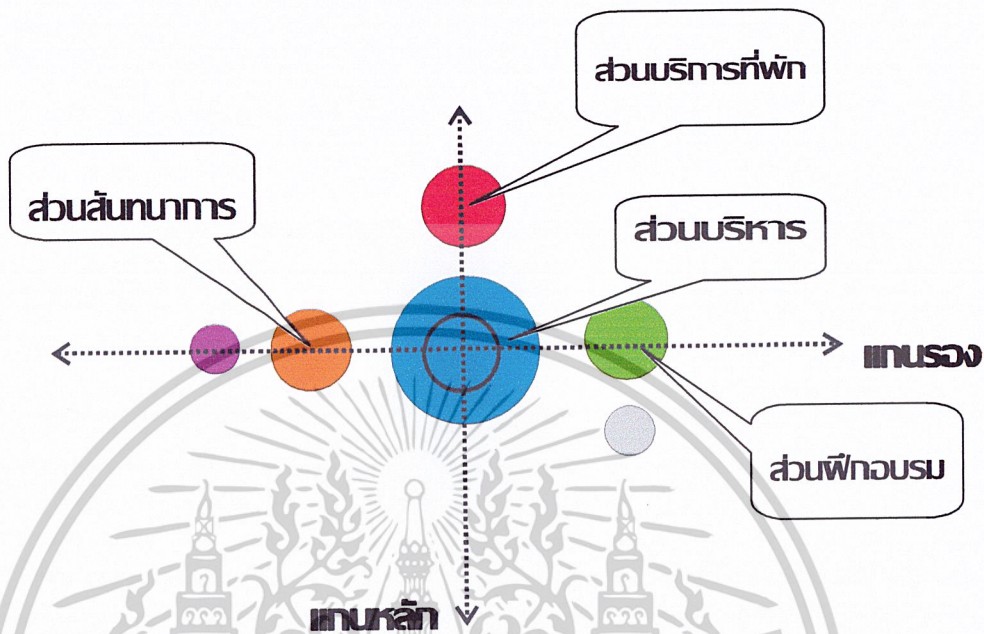 ส่วนบริการที่พัก
ส่วนสันทนาการ
ส่วนบริหาร
แกนรอง
ส่วนฝึกอบรม
แกนหลัก